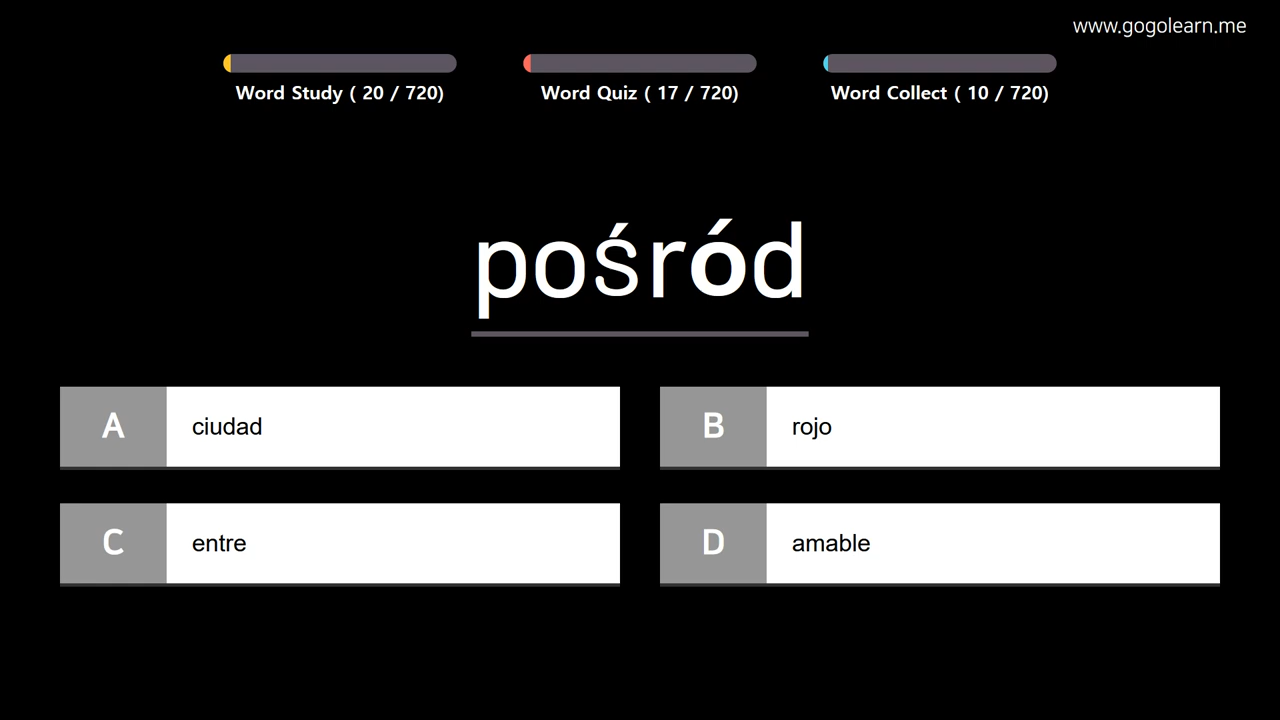 www.gogolearn.me
Word Study ( 20 / 720)
Word Quiz ( 17 / 720)
Word Collect ( 10 / 720)
pośród
A ciudad
B rojo
C entre
D amable